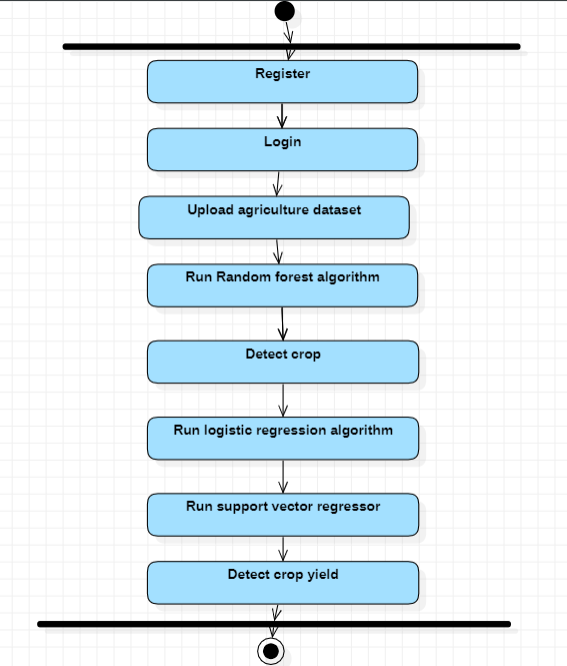 Register
Login
Upload agriculture dataset
Run Random forest algorithm
Detect crop
Run logistic regression algorithm
Run support vector regressor
Detect crop yield